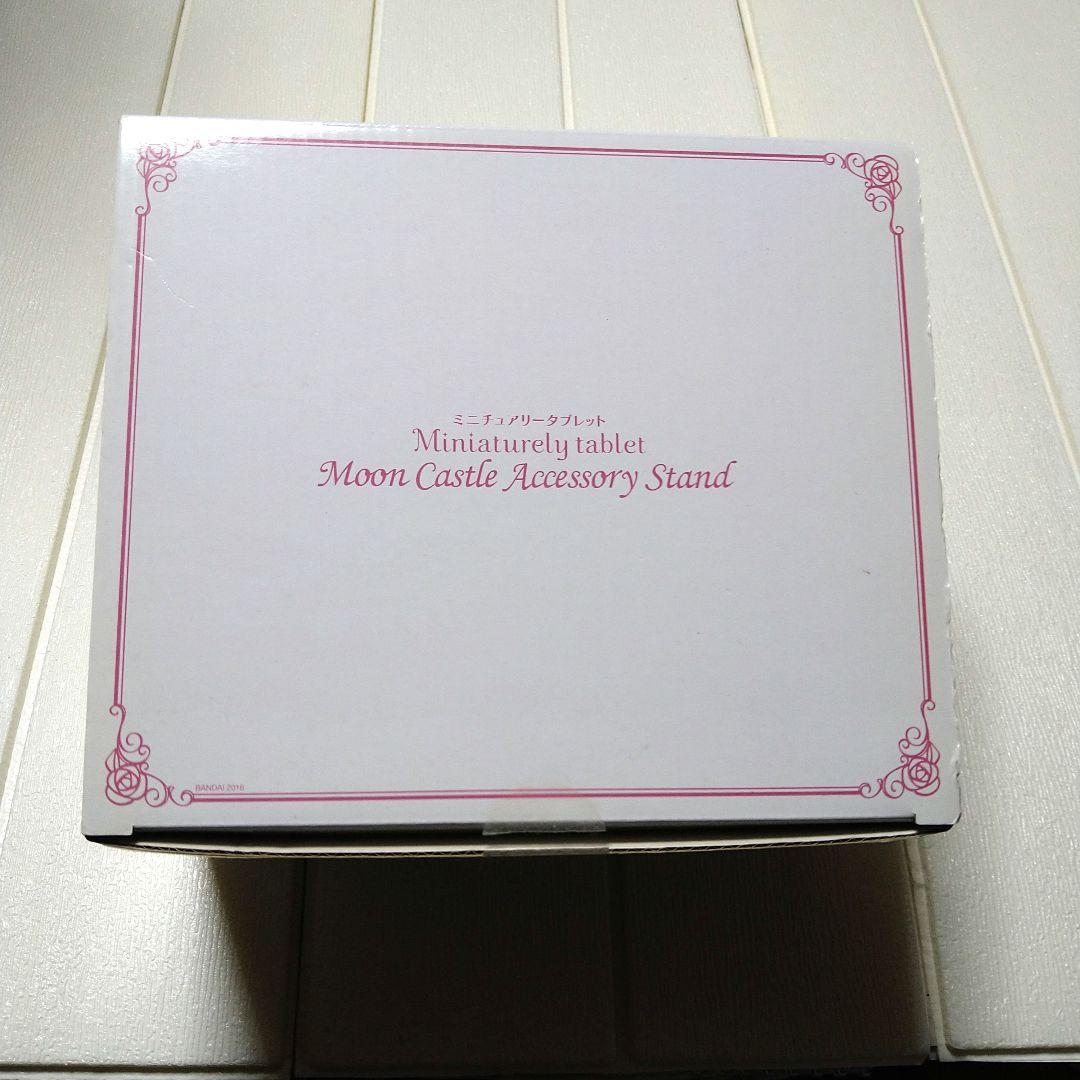 ミニチュアリータブレット
Miniaturely tablet
Moon Castle Accessory Stand
BANDAI 2016